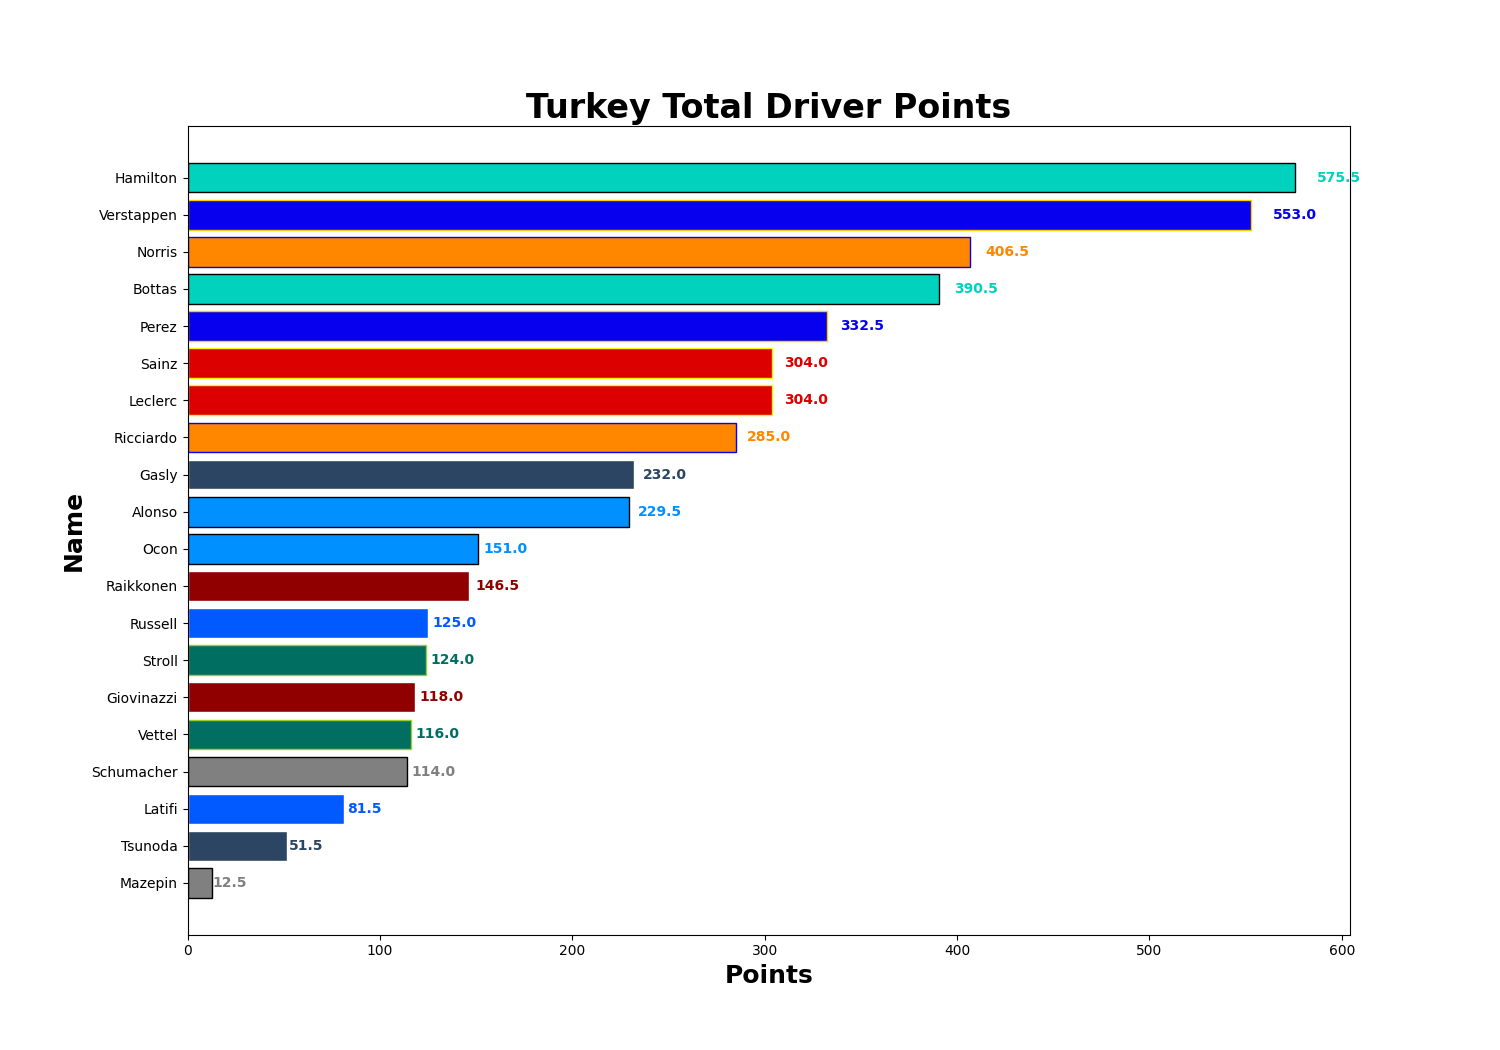 Turkey Total Driver Points
Hamilton 575.5
Verstappen 553.0
Norris 406.5
Bottas 390.5
Perez 332.5
Sainz 304.0
Leclerc 304.0
Ricciardo 285.0
Gasly 232.0
Alonso 229.5
Ocon 151.0
Raikkonen 146.5
Russell 125.0
Stroll 124.0
Giovinazzi 118.0
Vettel 116.0
Schumacher 114.0
Latifi 81.5
Tsunoda 51.5
Mazepin 12.5
Name
0 100 200 300 400 500 600
Points